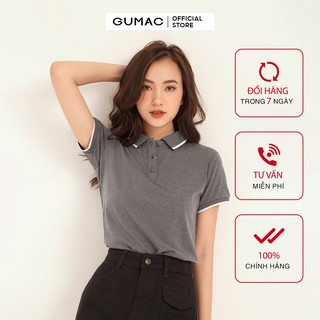 GUMAC OFFICIAL
STORE
ĐỔI HÀNG
TRONG 7 NGÀY
TƯ VẤN
MIỄN PHÍ
100%
CHÍNH HÃNG